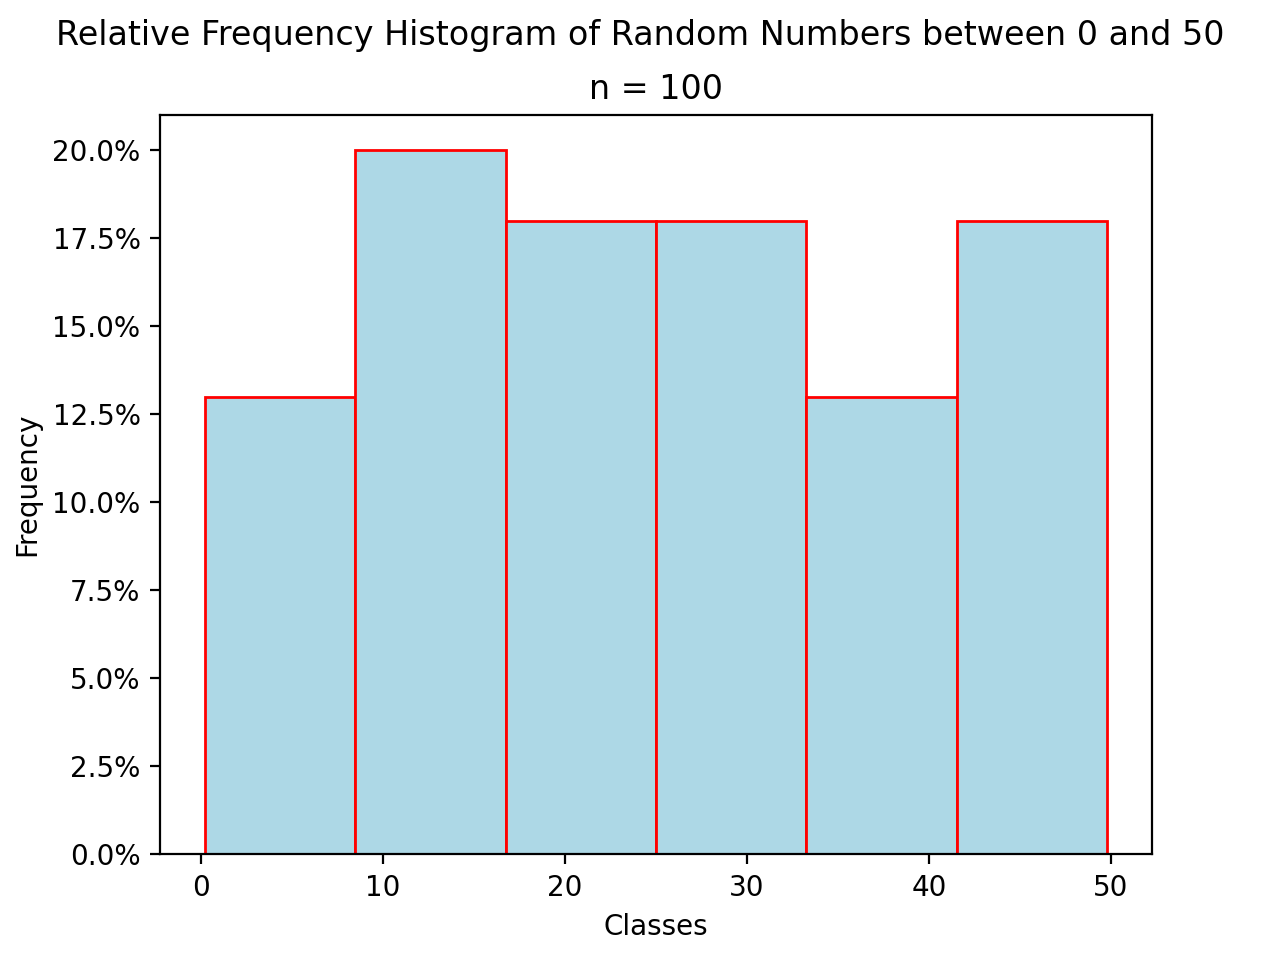 Relative Frequency Histogram of Random Numbers between 0 and 50
n = 100
20.0%
17.5%
15.0%
12.5%
10.0%
7.5%
5.0%
2.5%
0.0%
Frequency
0 10 20 30 40 50
Classes